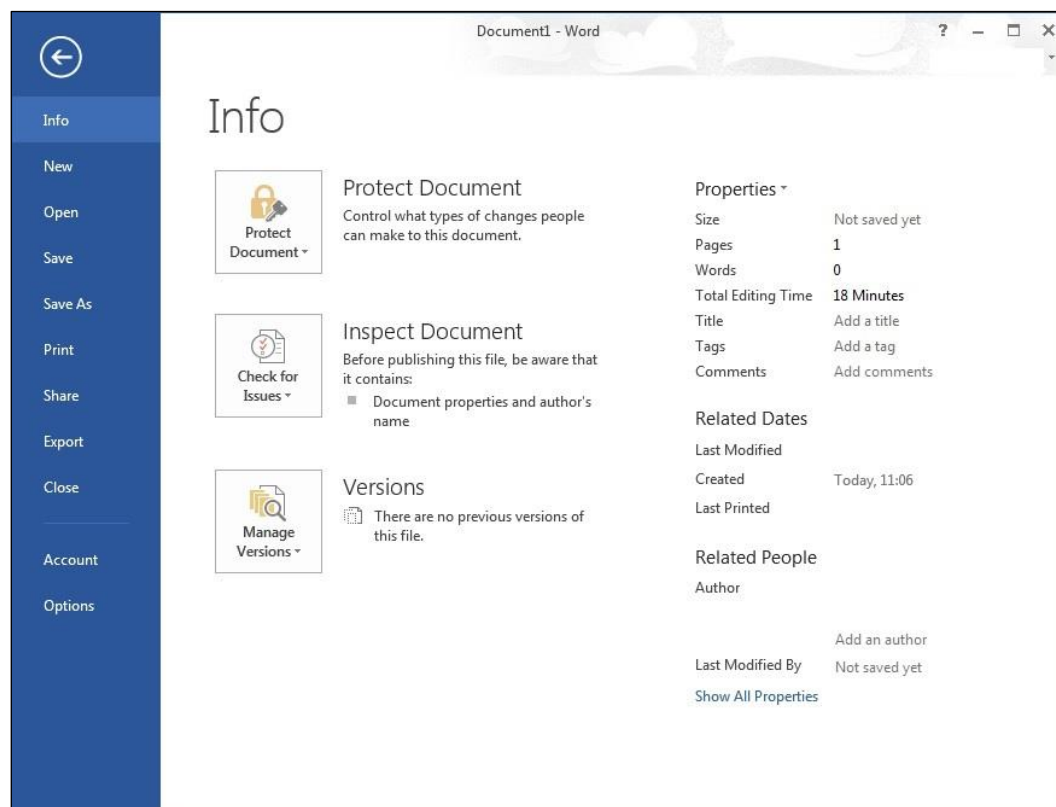 Document1 - Word
?
Info
New
Open
Save
Save As
Print
Share
Export
Close
Account
Options
Info
Protect
Document
Protect Document
Control what types of changes people
can make to this document.
Check for
Issues
Inspect Document
Before publishing this file, be aware that
it contains:
Document properties and author's
name
Manage
Versions
Versions
There are no previous versions of
this file.
Properties
Size Not saved yet
Pages 1
Words 0
Total Editing Time 18 Minutes
Title Add a title
Tags Add a tag
Comments Add comments
Related Dates
Last Modified
Created Today, 11:06
Last Printed
Related People
Author
Add an author
Last Modified By Not saved yet
Show All Properties